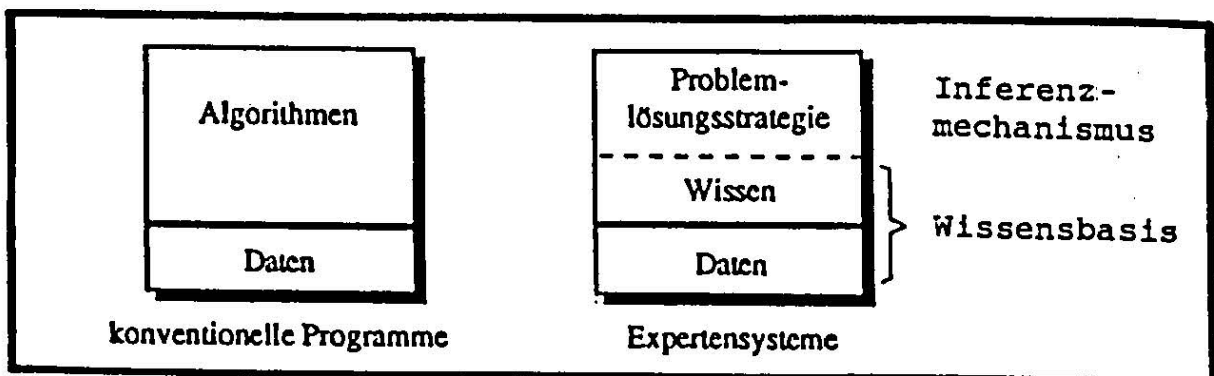 Algorithmen
Daten
konventionelle Programme
Problem-
lösungsstrategie
Wissen
Daten
Expertensysteme
Inferenz-
mechanismus
Wissensbasis